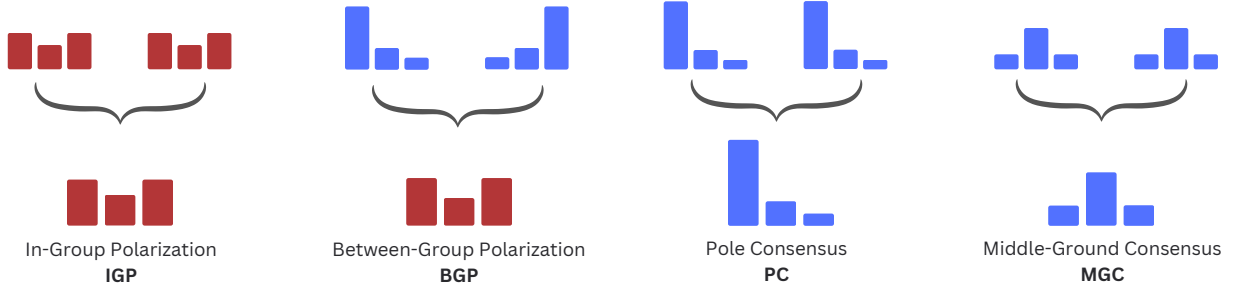 In-Group Polarization
IGP
Between-Group Polarization
BGP
Pole Consensus
PC
Middle-Ground Consensus
MGC